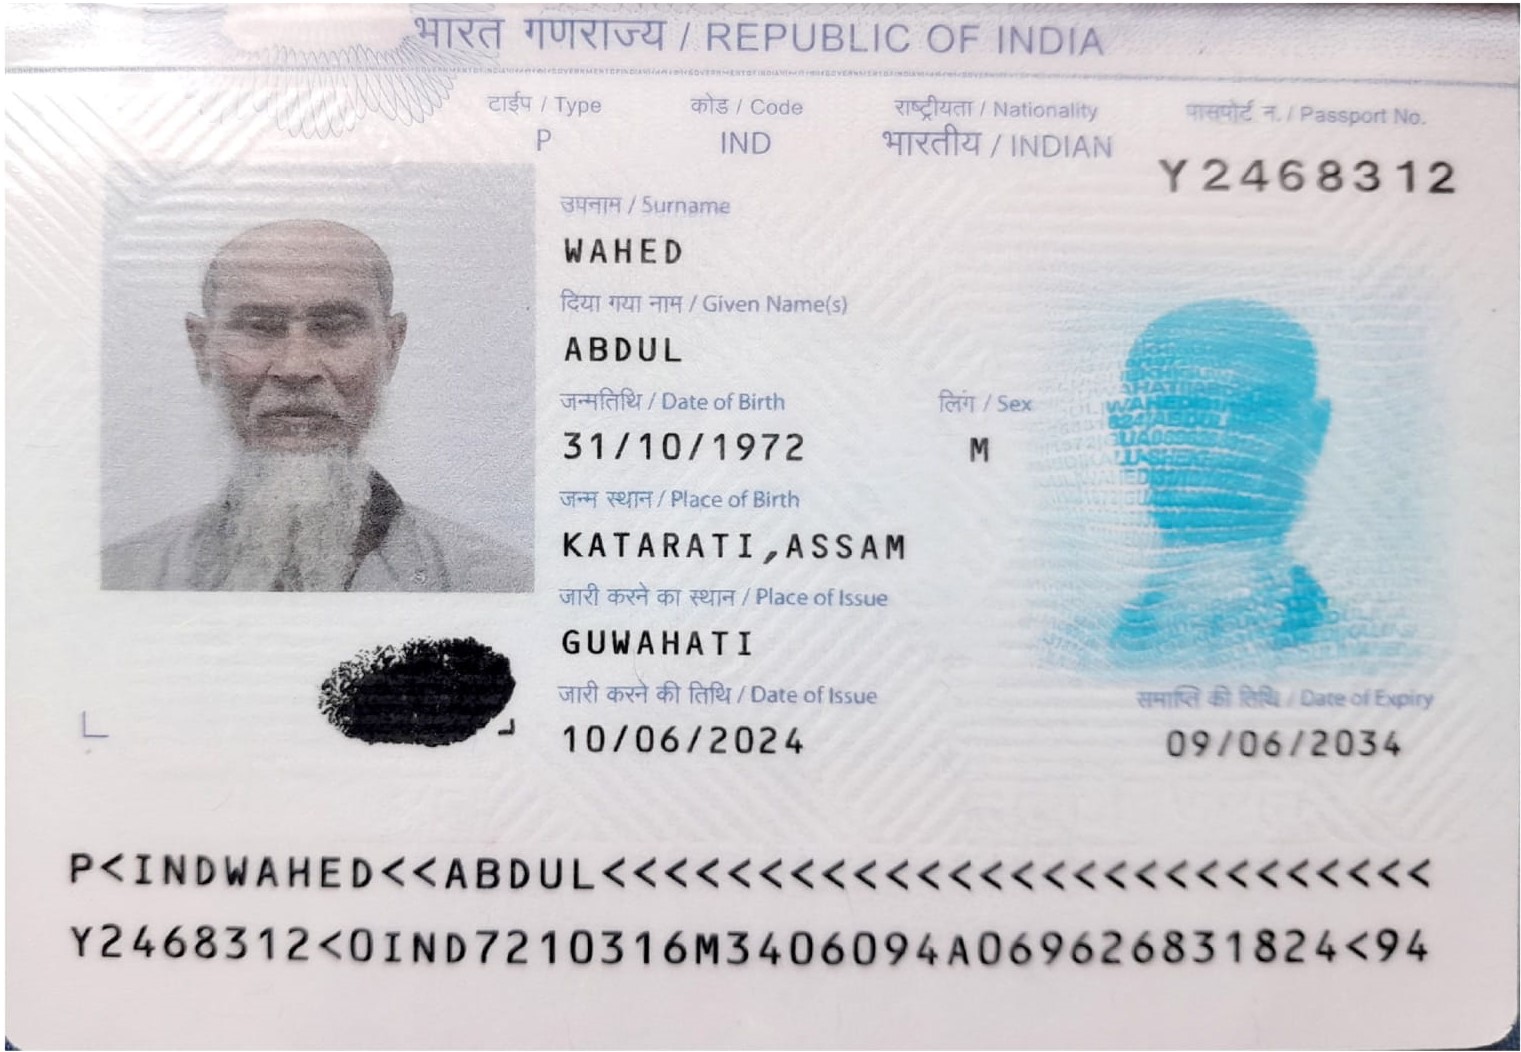 भारत गणराज्य / REPUBLIC OF INDIA
टाईप / Type कोड / Code राष्ट्रीयता / Nationality पासपोर्ट न. / Passport No.
P IND भारतीय / INDIAN Y2468312
उपनाम / Surname
WAHED
दिया गया नाम / Given Name(s)
ABDUL
जन्मतिथि / Date of Birth लिंग / Sex
31/10/1972 M
जन्म स्थान / Place of Birth
KATARATI,ASSAM
जारी करने का स्थान / Place of Issue
GUWAHATI
जारी करने की तिथि / Date of Issue समाप्ति की तिथि / Date of Expiry
10/06/2024 09/06/2034
P<INDWAHED<<ABDUL<<<<<<<<<<<<<<<<<<<<<<<<<<<
Y2468312<0IND7210316M3406094A069626831824<94